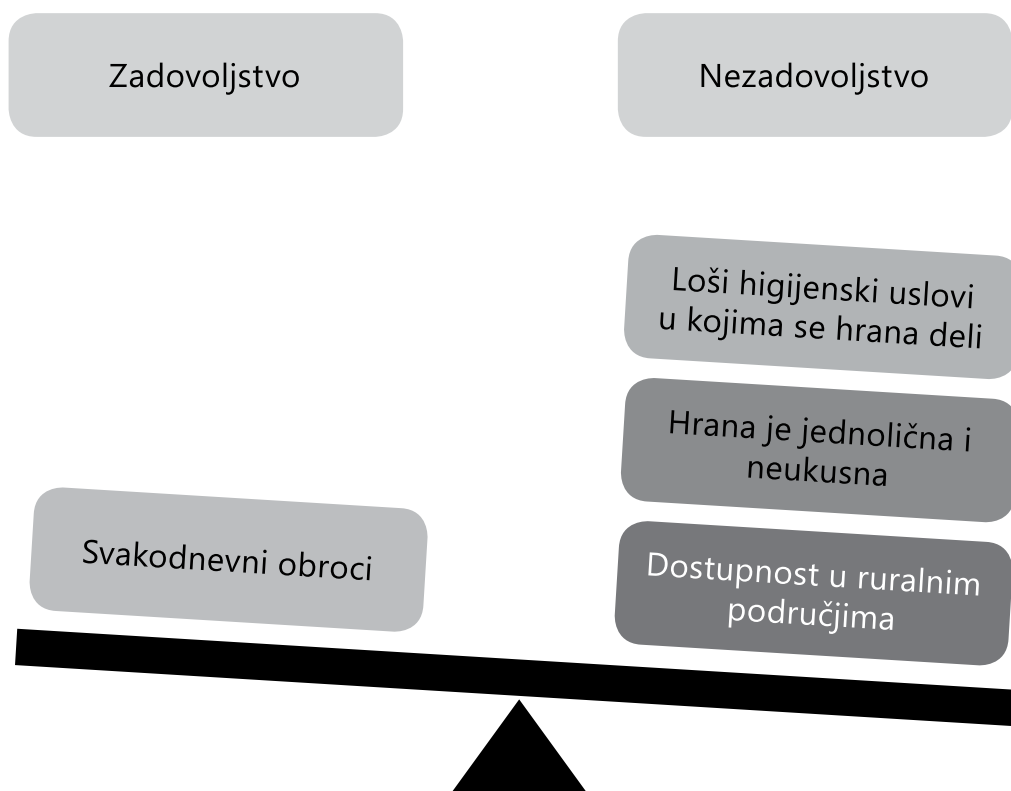 Zadovoljstvo
Nezadovoljstvo
Loši higijenski uslovi
u kojima se hrana deli
Hrana je jednolična i
neukusna
Svakodnevni obroci
Dostupnost u ruralnim
područjima